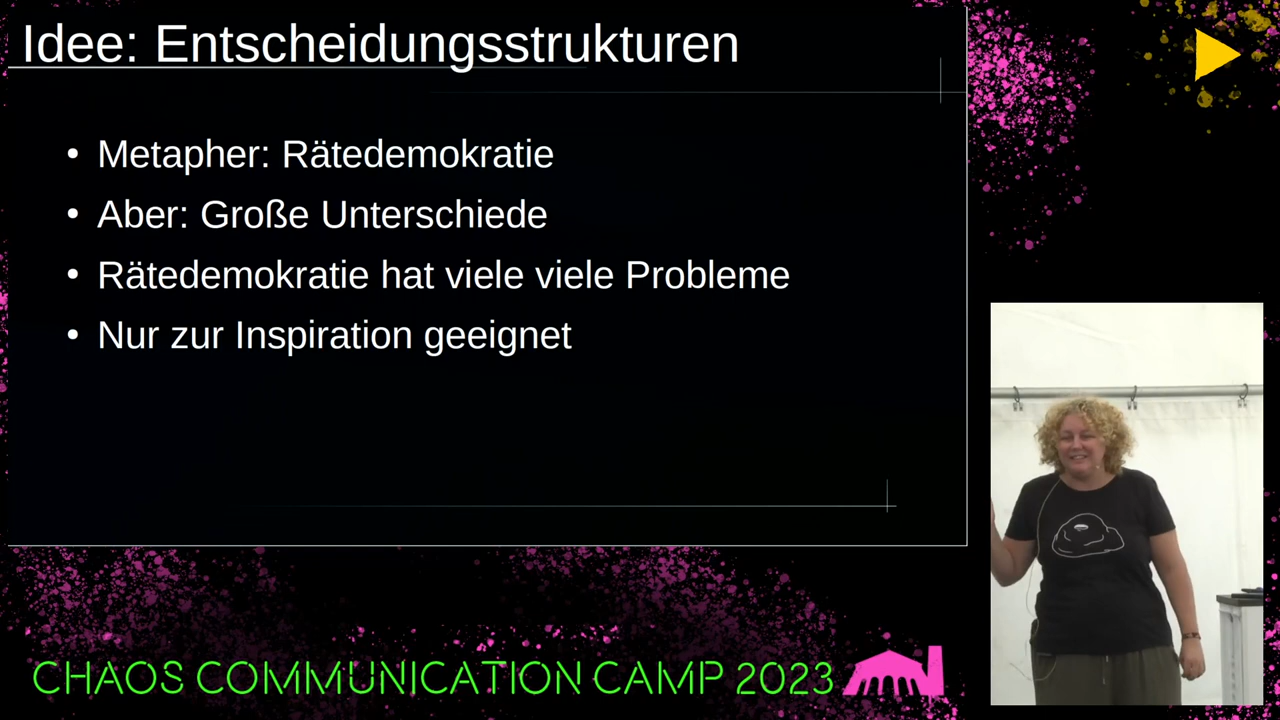 Idee: Entscheidungsstrukturen
• Metapher: Rätedemokratie
• Aber: Große Unterschiede
• Rätedemokratie hat viele viele Probleme
• Nur zur Inspiration geeignet
CHAOS COMMUNICATION CAMP 2023